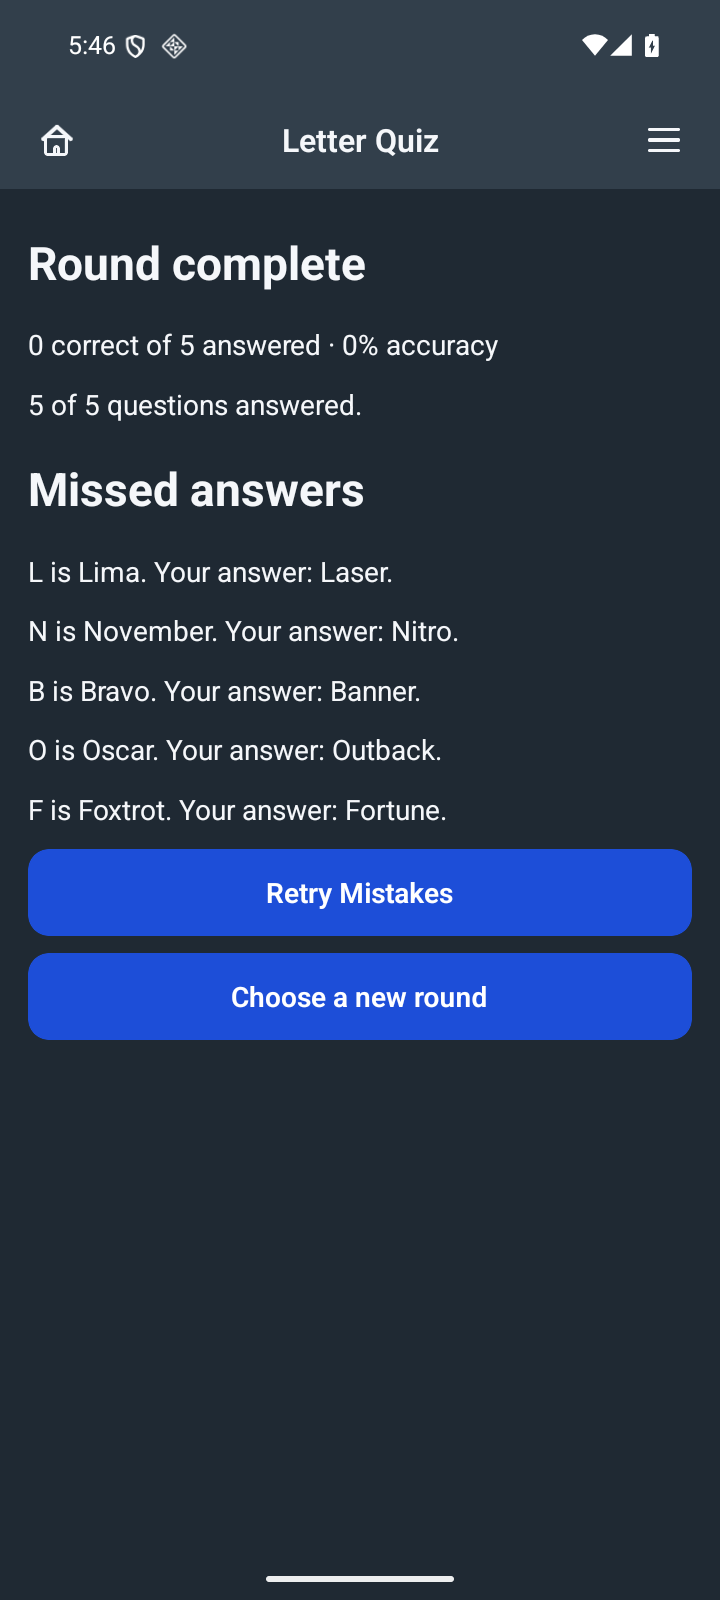 5:46
Letter Quiz
Round complete
0 correct of 5 answered · 0% accuracy
5 of 5 questions answered.
Missed answers
L is Lima. Your answer: Laser.
N is November. Your answer: Nitro.
B is Bravo. Your answer: Banner.
O is Oscar. Your answer: Outback.
F is Foxtrot. Your answer: Fortune.
Retry Mistakes
Choose a new round